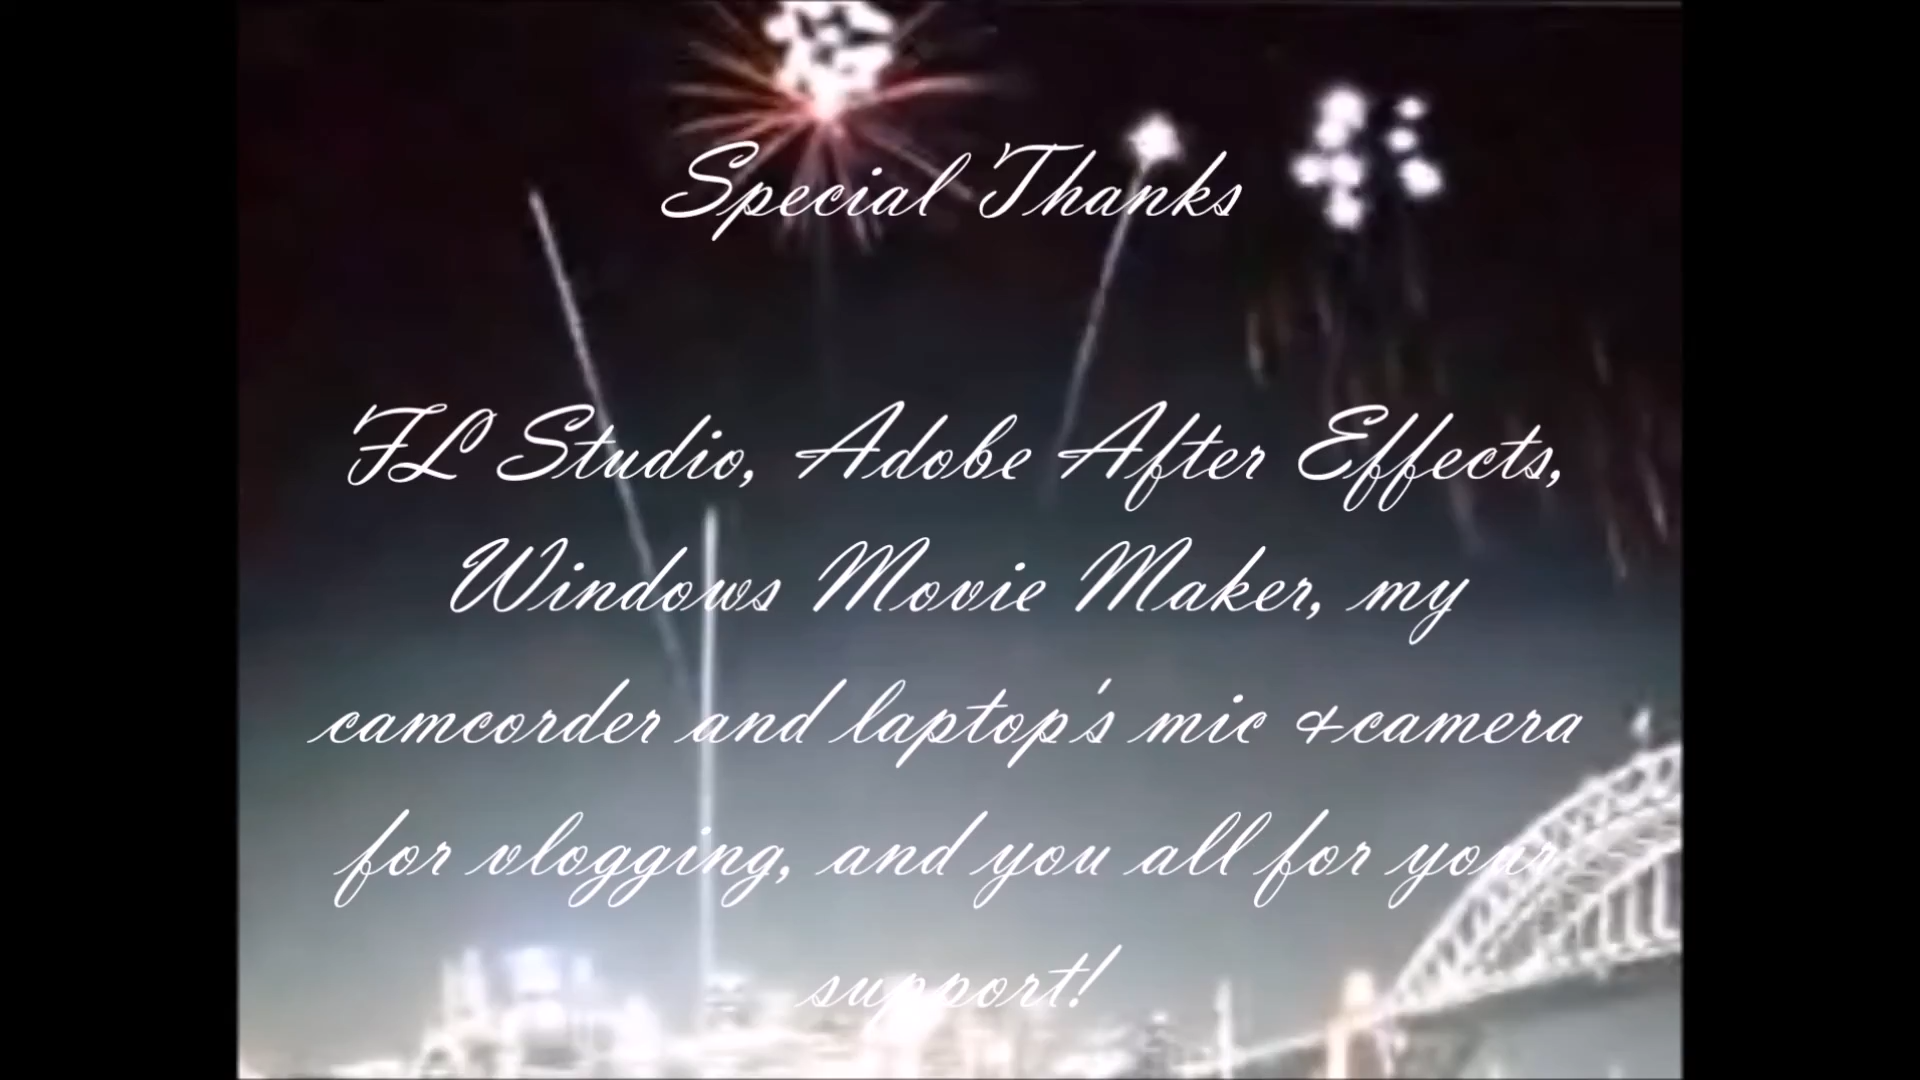 Special Thanks
FL Studio, Adobe After Effects,
Windows Movie Maker, my
camcorder and laptop's mic &camera
for vlogging, and you all for your
support!